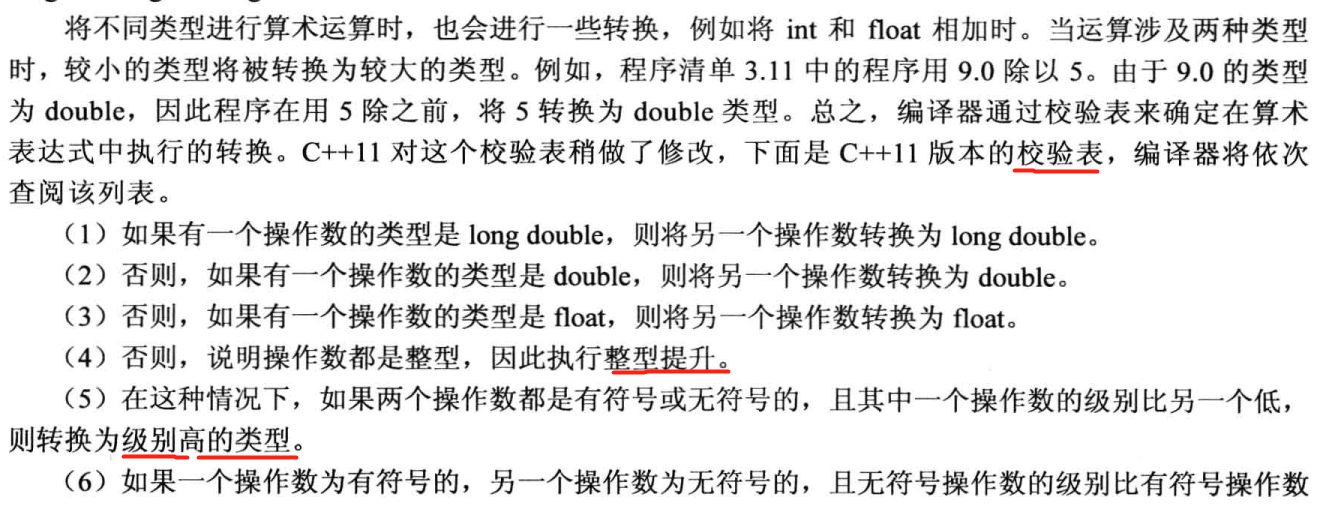 将不同类型进行算术运算时，也会进行一些转换，例如将 int 和 float 相加时。当运算涉及两种类型
时，较小的类型将被转换为较大的类型。例如，程序清单 3.11 中的程序用 9.0 除以 5。由于 9.0 的类型
为 double，因此程序在用 5 除之前，将 5 转换为 double 类型。总之，编译器通过校验表来确定在算术
表达式中执行的转换。C++11 对这个校验表稍做了修改，下面是 C++11 版本的校验表，编译器将依次
查阅该列表。
（1）如果有一个操作数的类型是 long double，则将另一个操作数转换为 long double。
（2）否则，如果有一个操作数的类型是 double，则将另一个操作数转换为 double。
（3）否则，如果有一个操作数的类型是 float，则将另一个操作数转换为 float。
（4）否则，说明操作数都是整型，因此执行整型提升。
（5）在这种情况下，如果两个操作数都是有符号或无符号的，且其中一个操作数的级别比另一个低，
则转换为级别高的类型。
（6）如果一个操作数为有符号的，另一个操作数为无符号的，且无符号操作数的级别比有符号操作数